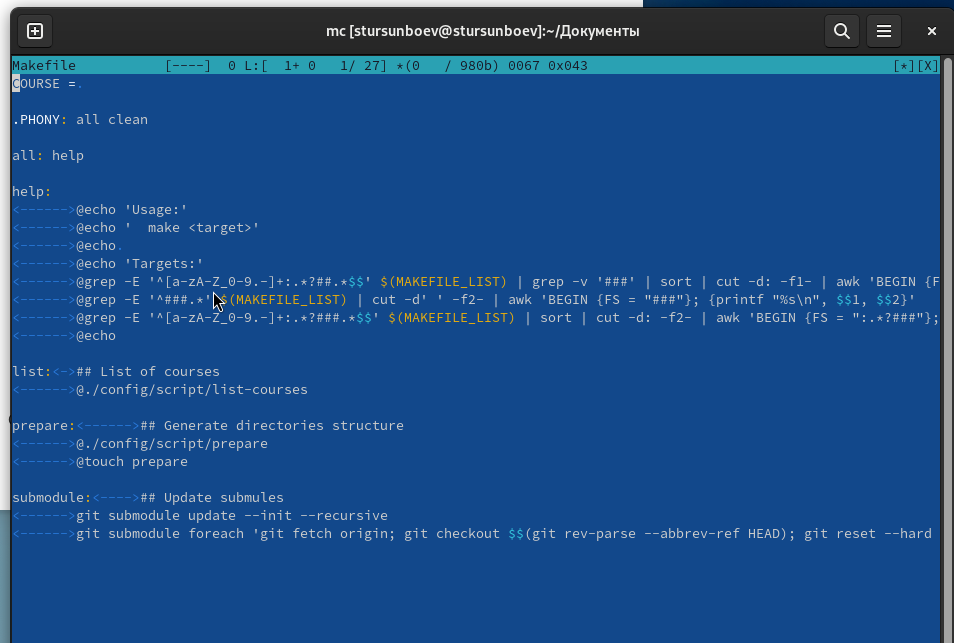 mc [stursunboev@stursunboev]:~/Документы
Makefile [----] 0 L:[ 1+ 0 1/ 27] *(0 / 980b) 0067 0x043 [*][X]
COURSE =.
.PHONY: all clean
all: help
help:
<------>@echo 'Usage:'
<------>@echo '  make <target>'
<------>@echo.
<------>@echo 'Targets:'
<------>@grep -E '^[a-zA-Z_0-9.-]+:.*?##.*$$' $(MAKEFILE_LIST) | grep -v '###' | sort | cut -d: -f1- | awk 'BEGIN {F
<------>@grep -E '^###.*' $(MAKEFILE_LIST) | cut -d' ' -f2- | awk 'BEGIN {FS = "###"}; {printf "%s\n", $$1, $$2}'
<------>@grep -E '^[a-zA-Z_0-9.-]+:.*?###.*$$' $(MAKEFILE_LIST) | sort | cut -d: -f2- | awk 'BEGIN {FS = ":.*?###"};
<------>@echo
list:<->## List of courses
<------>@./config/script/list-courses
prepare:<------>## Generate directories structure
<------>@./config/script/prepare
<------>@touch prepare
submodule:<---->## Update submules
<------>git submodule update --init --recursive
<------>git submodule foreach 'git fetch origin; git checkout $$(git rev-parse --abbrev-ref HEAD); git reset --hard